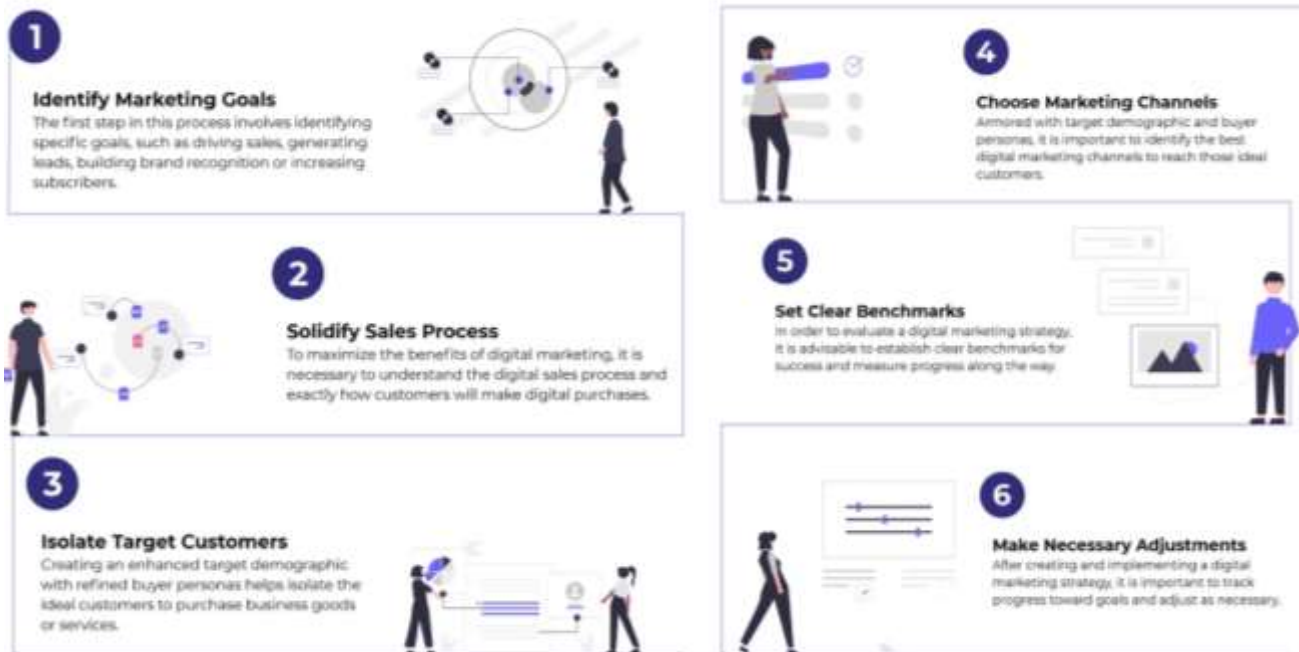 1
Identify Marketing Goals
The first step in this process involves identifying
specific goals, such as driving sales, generating
leads, building brand recognition or increasing
subscribers.
2
Solidify Sales Process
To maximize the benefits of digital marketing, it is
necessary to understand the digital sales process and
exactly how customers will make digital purchases.
3
Isolate Target Customers
Creating an enhanced target demographic
with refined buyer personas helps isolate the
ideal customers to purchase business goods
or services.
4
Choose Marketing Channels
Armored with target demographic and buyer
personas, it is important to identify the best
digital marketing channels to reach those ideal
customers.
5
Set Clear Benchmarks
In order to evaluate a digital marketing strategy,
it is advisable to establish clear benchmarks for
success and measure progress along the way.
6
Make Necessary Adjustments
After creating and implementing a digital
marketing strategy, it is important to track
progress toward goals and adjust as necessary.